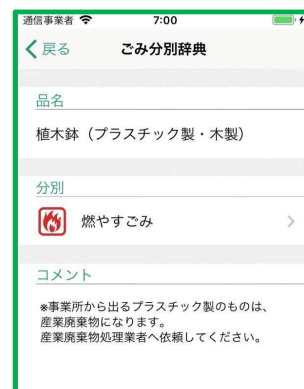 通信事業者 7:00
戻る ごみ分別辞典
品名
植木鉢（プラスチック製・木製）
分別
燃やすごみ
コメント
※事業所から出るプラスチック製のものは、
産業廃棄物になります。
産業廃棄物処理業者へ依頼してください。